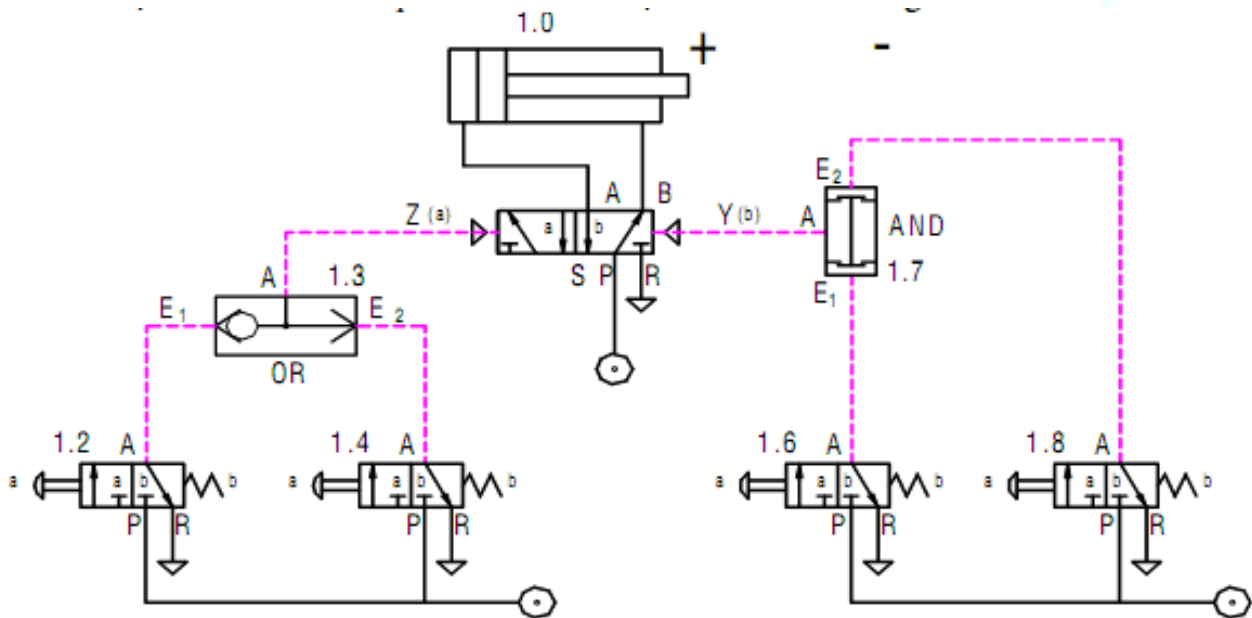 1.0
+ -
A B
Z (a) a b Y (b)
S P R
E2
A AND
1.7
E1
A 1.3
E1 E2
OR
1.2 A
a a b b
P R
1.4 A
a a b b
P R
1.6 A
a a b b
P R
1.8 A
a a b b
P R